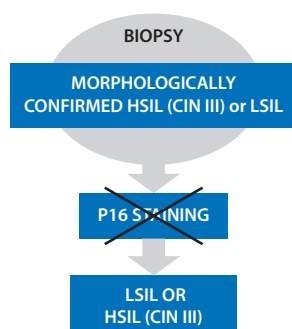 BIOPSY
MORPHOLOGICALLY
CONFIRMED HSIL (CIN III) or LSIL
P16 STAINING
LSIL OR
HSIL (CIN III)